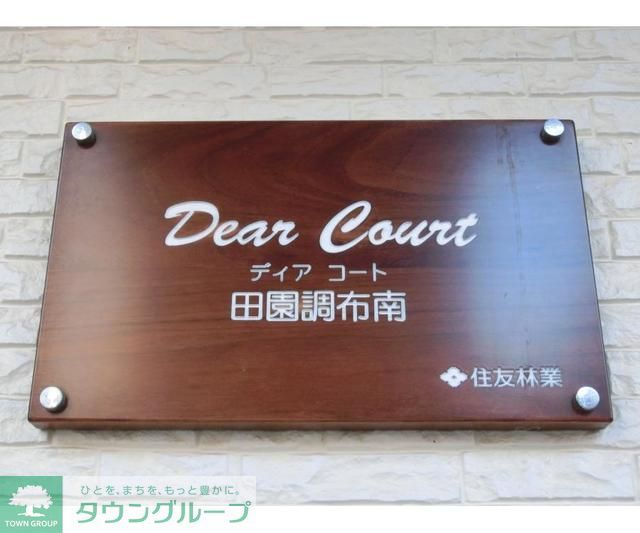 Dear Court
ディア コート
田園調布南
住友林業
ひとを、まちを、もっと豊かに。
TOWN GROUP タウングループ